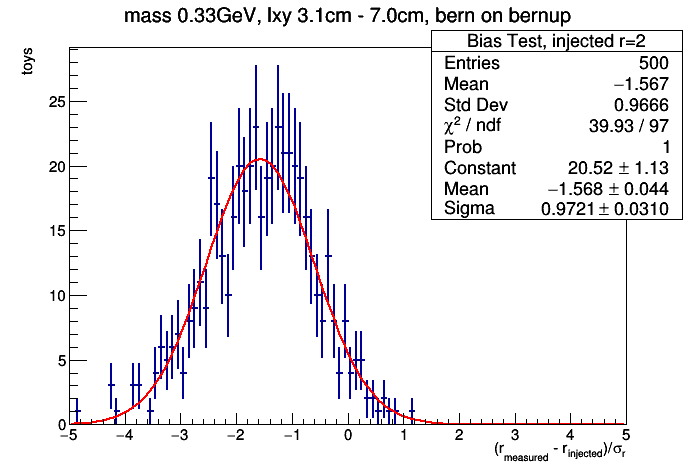 mass 0.33GeV, lxy 3.1cm - 7.0cm, bern on bernup
toys
Bias Test, injected r=2
Entries 500
Mean −1.567
Std Dev 0.9666
χ² / ndf 39.93 / 97
Prob 1
Constant 20.52 ± 1.13
Mean −1.568 ± 0.044
Sigma 0.9721 ± 0.0310
25
20
15
10
5
0
−5 −4 −3 −2 −1 0 1 2 3 4 5
(r_measured - r_injected)/σ_r